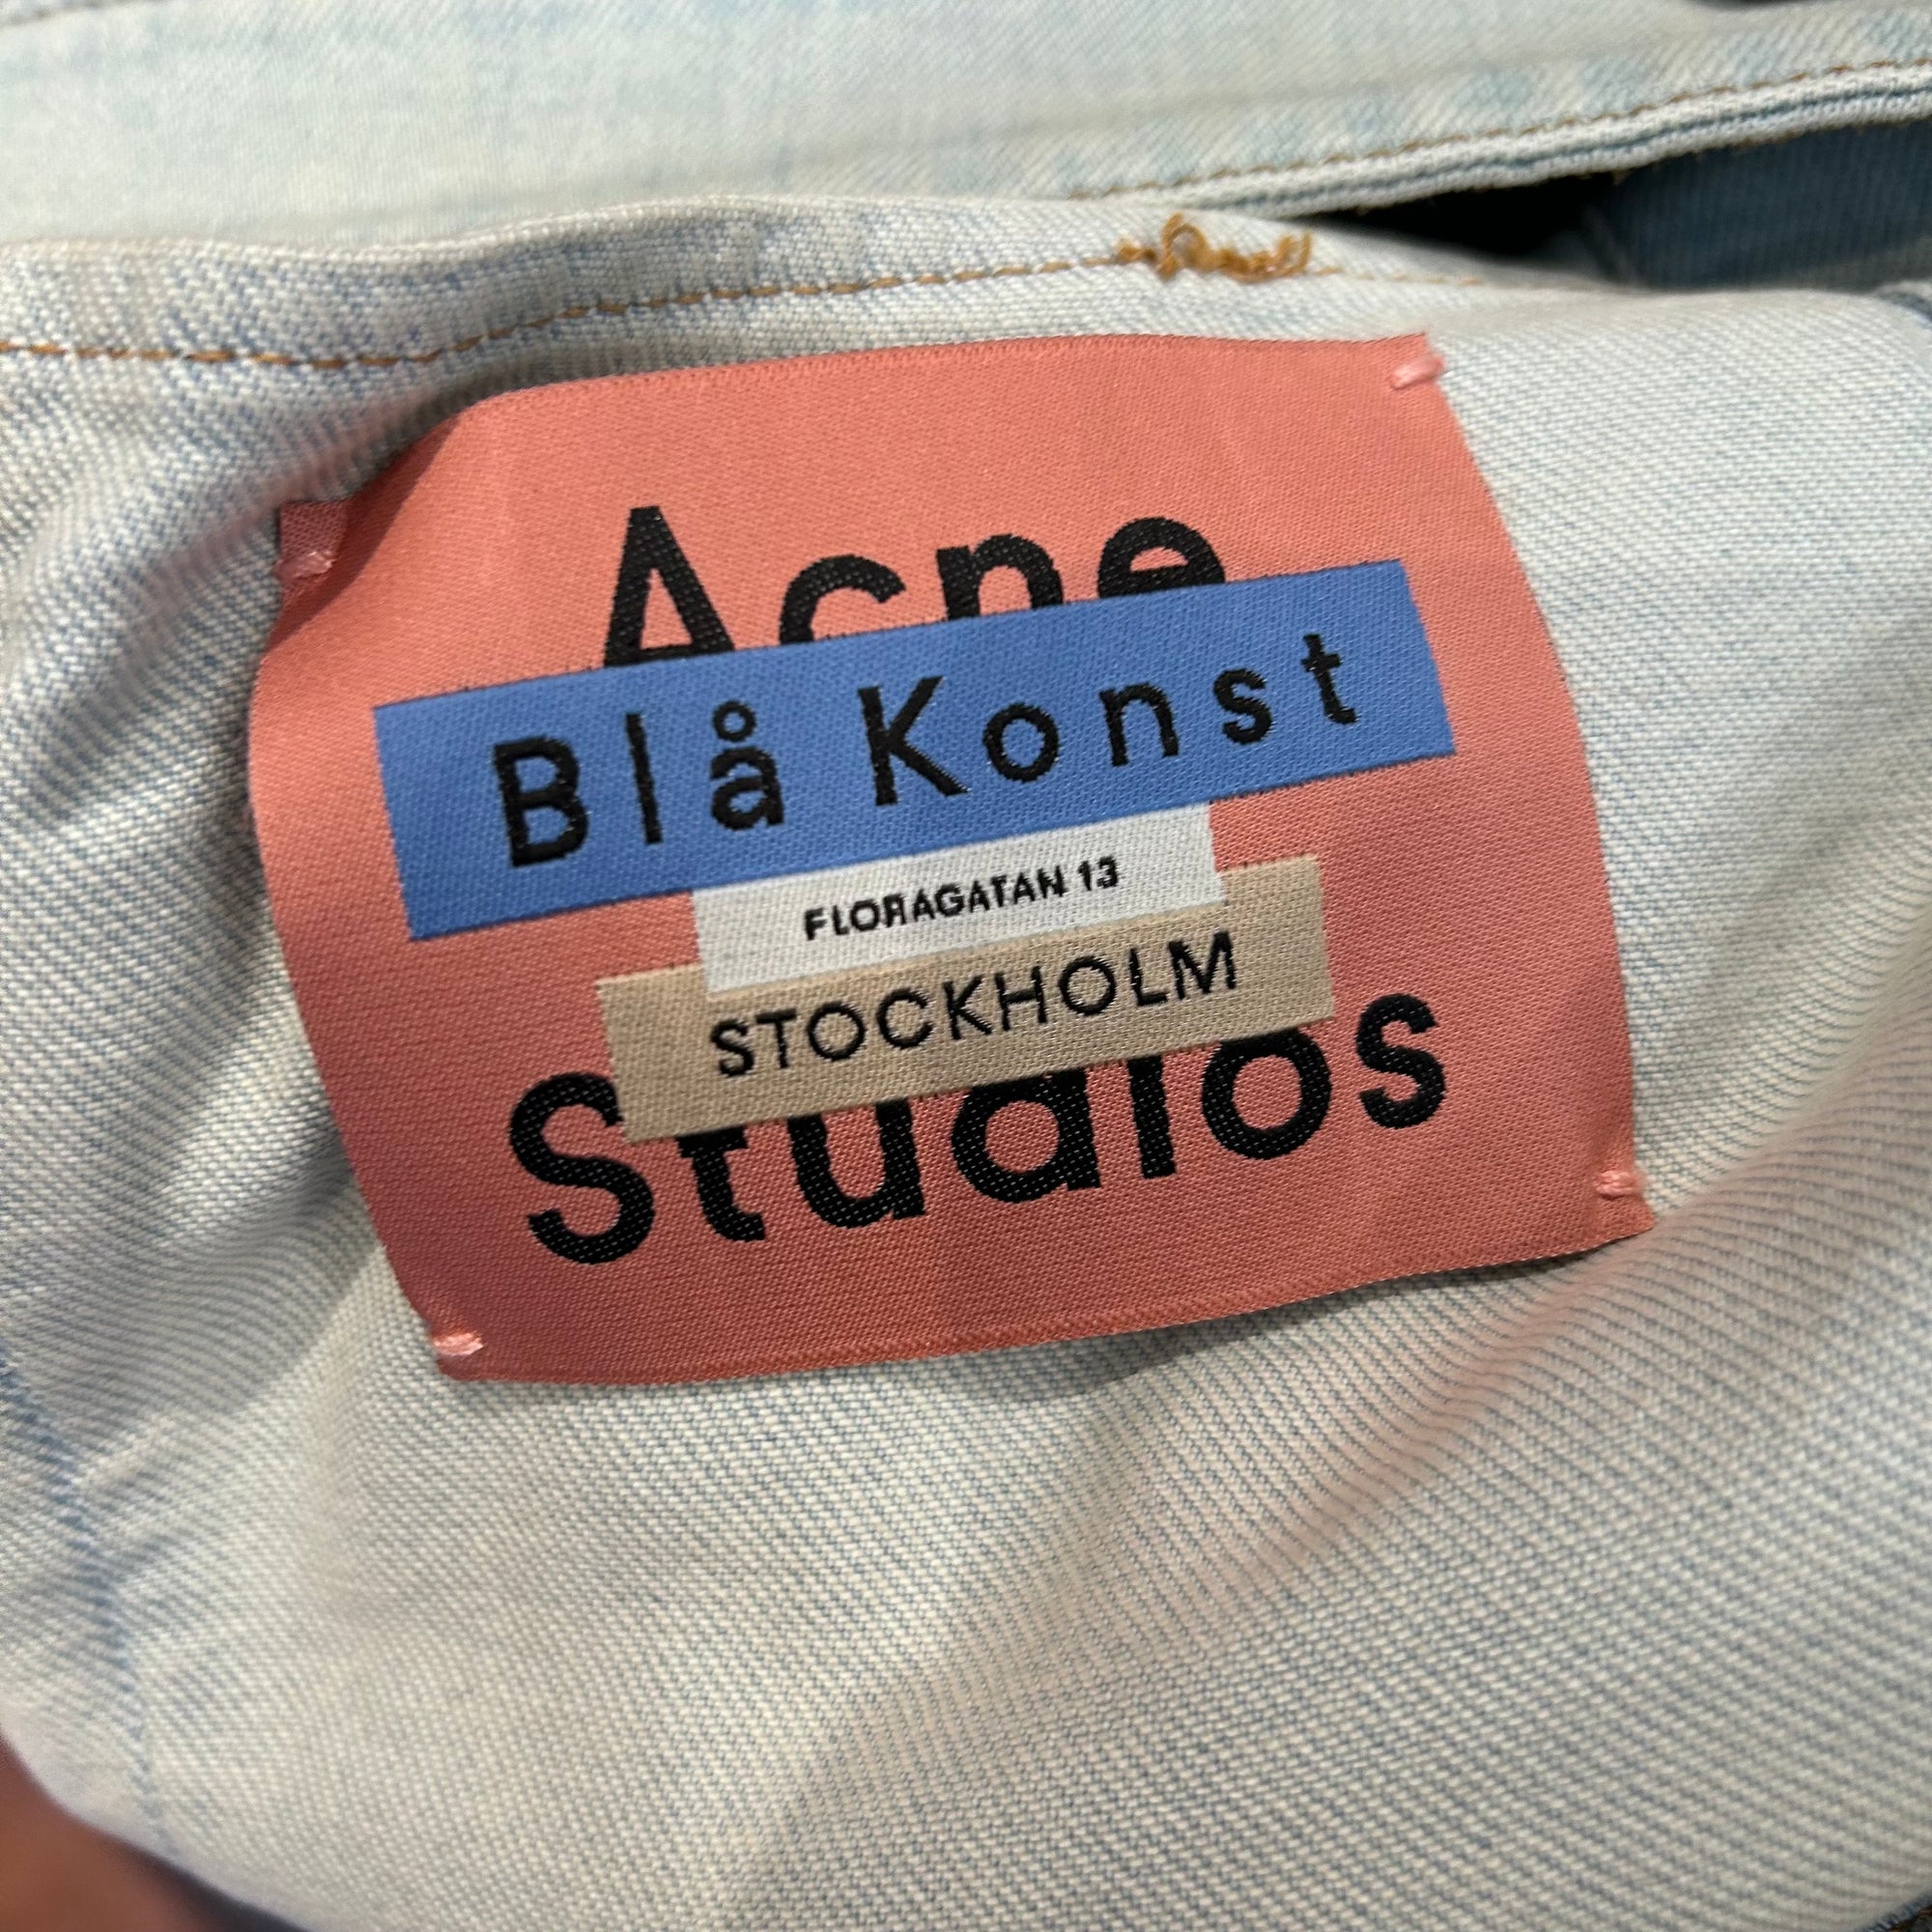 Acne
Blå Konst
FLORAGATAN 13
STOCKHOLM
Studios